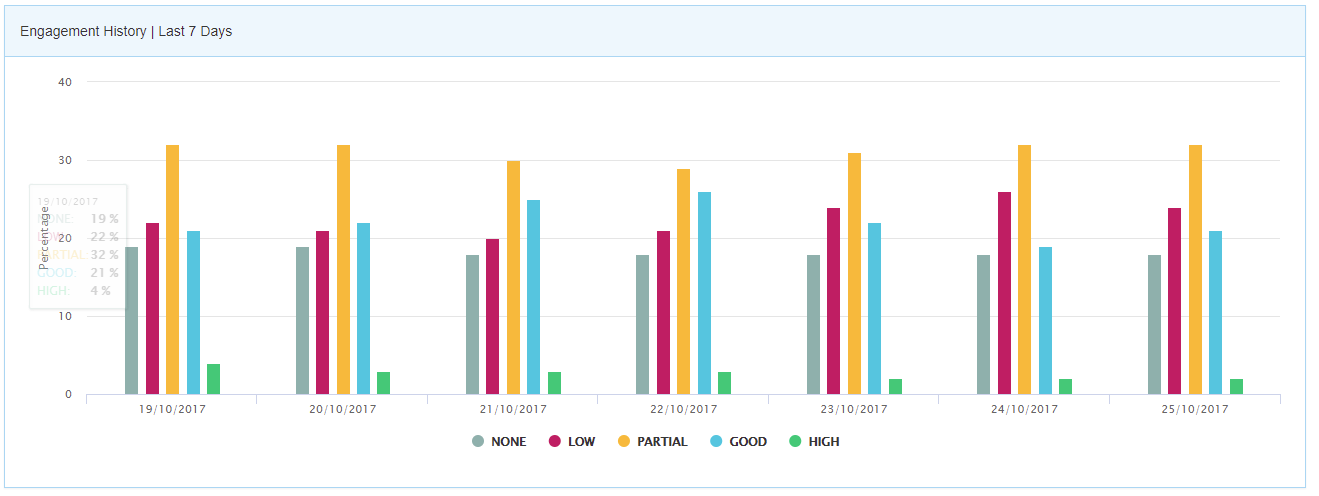 Engagement History | Last 7 Days
40
30
20
10
0
Percentage
19/10/2017
NONE: 19 %
LOW: 22 %
PARTIAL: 32 %
GOOD: 21 %
HIGH: 4 %
19/10/2017 20/10/2017 21/10/2017 22/10/2017 23/10/2017 24/10/2017 25/10/2017
NONE LOW PARTIAL GOOD HIGH